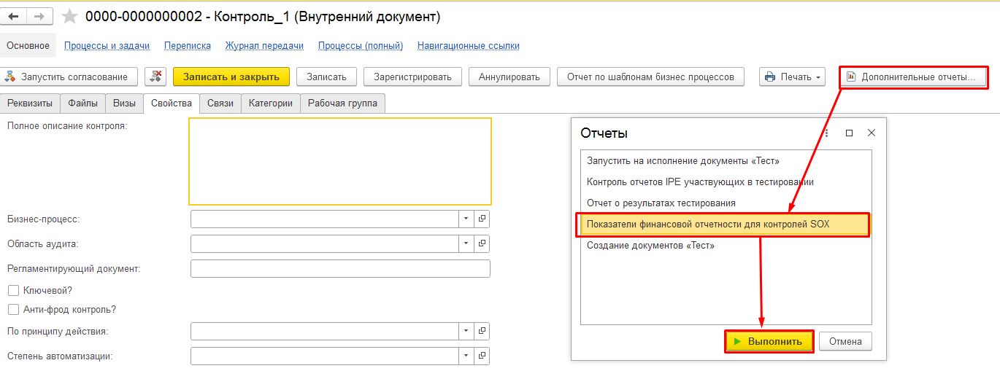 0000-0000000002 - Контроль_1 (Внутренний документ)
Основное Процессы и задачи Переписка Журнал передачи Процессы (полный) Навигационные ссылки
Запустить согласование Записать и закрыть Записать Зарегистрировать Аннулировать Отчет по шаблонам бизнес процессов Печать Дополнительные отчеты...
Реквизиты Файлы Визы Свойства Связи Категории Рабочая группа
Полное описание контроля:
Бизнес-процесс:
Область аудита:
Регламентирующий документ:
Ключевой?
Анти-фрод контроль?
По принципу действия:
Степень автоматизации:
Отчеты
Запустить на исполнение документы «Тест»
Контроль отчетов IPE участвующих в тестировании
Отчет о результатах тестирования
Показатели финансовой отчетности для контролей SOX
Создание документов «Тест»
Выполнить Отмена